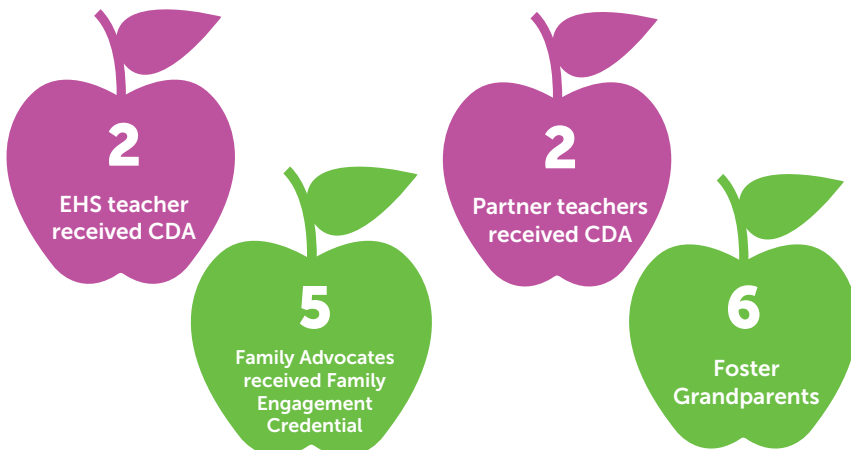 2
EHS teacher
received CDA
5
Family Advocates
received Family
Engagement
Credential
2
Partner teachers
received CDA
6
Foster
Grandparents